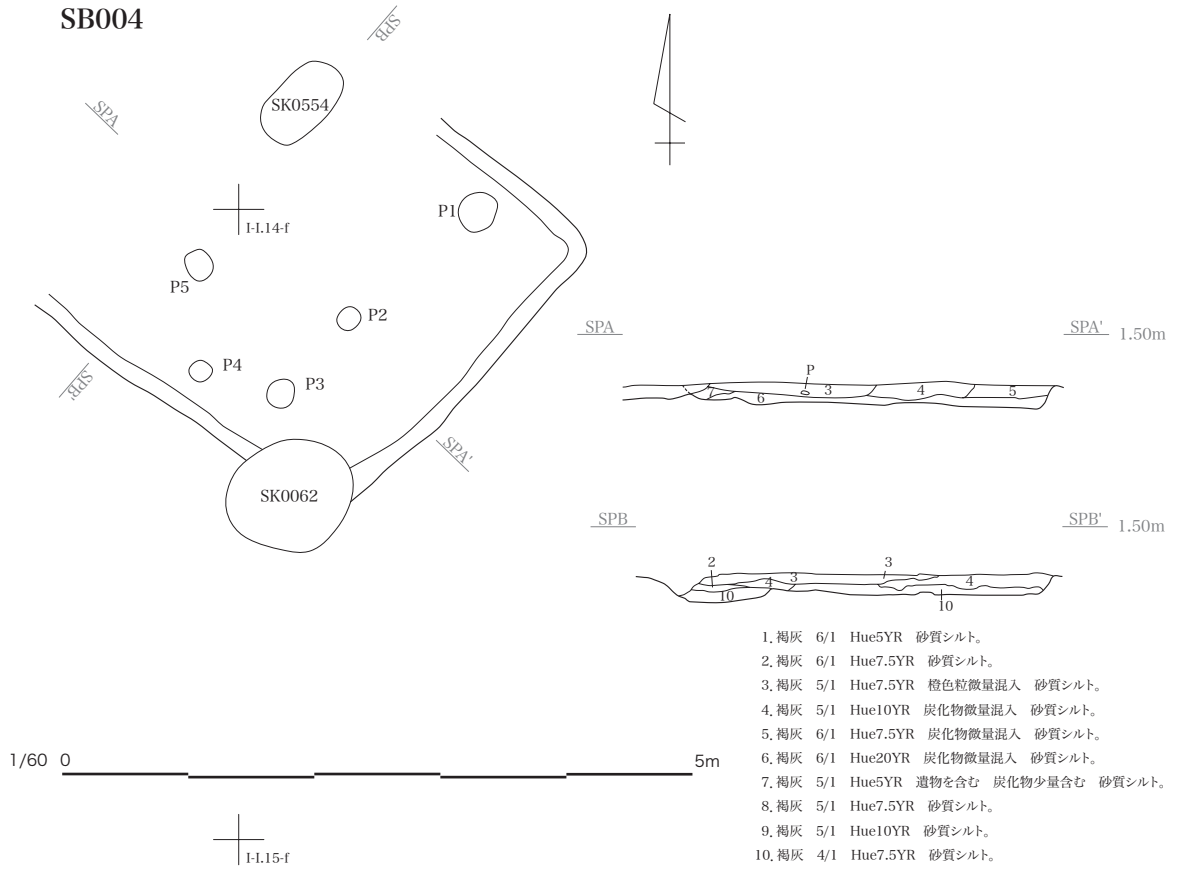 SB004
SPB
SK0554
SPA
P1
I-I.14-f
P5
P2
P4
P3
SPB'
SPA'
SK0062
SPA
SPA'
1.50m
P
7
6
3
4
5
SPB
SPB'
1.50m
2
4
3
3
4
10
10
1. 褐灰　6/1　Hue5YR　砂質シルト。
2. 褐灰　6/1　Hue7.5YR　砂質シルト。
3. 褐灰　5/1　Hue7.5YR　橙色粒微量混入　砂質シルト。
4. 褐灰　5/1　Hue10YR　炭化物微量混入　砂質シルト。
5. 褐灰　6/1　Hue7.5YR　炭化物微量混入　砂質シルト。
6. 褐灰　6/1　Hue20YR　炭化物微量混入　砂質シルト。
7. 褐灰　5/1　Hue5YR　遺物を含む　炭化物少量含む　砂質シルト。
8. 褐灰　5/1　Hue7.5YR　砂質シルト。
9. 褐灰　5/1　Hue10YR　砂質シルト。
10. 褐灰　4/1　Hue7.5YR　砂質シルト。
1/60 0 5m
I-I.15-f